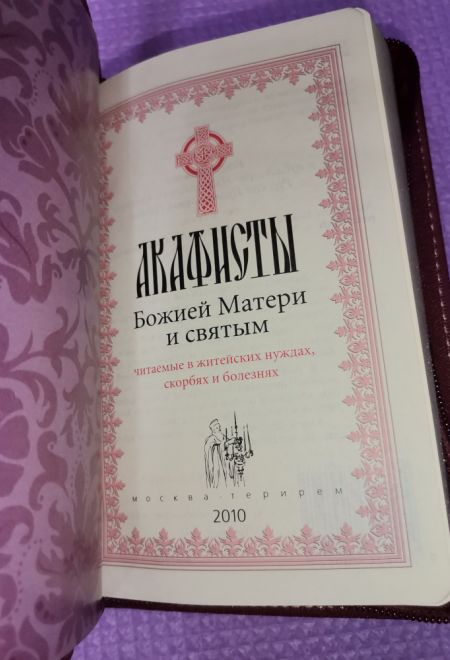 АКАФИСТЫ
Божией Матери
и святым
читаемые в житейских нуждах,
скорбях и болезнях
москва · терирем
2010